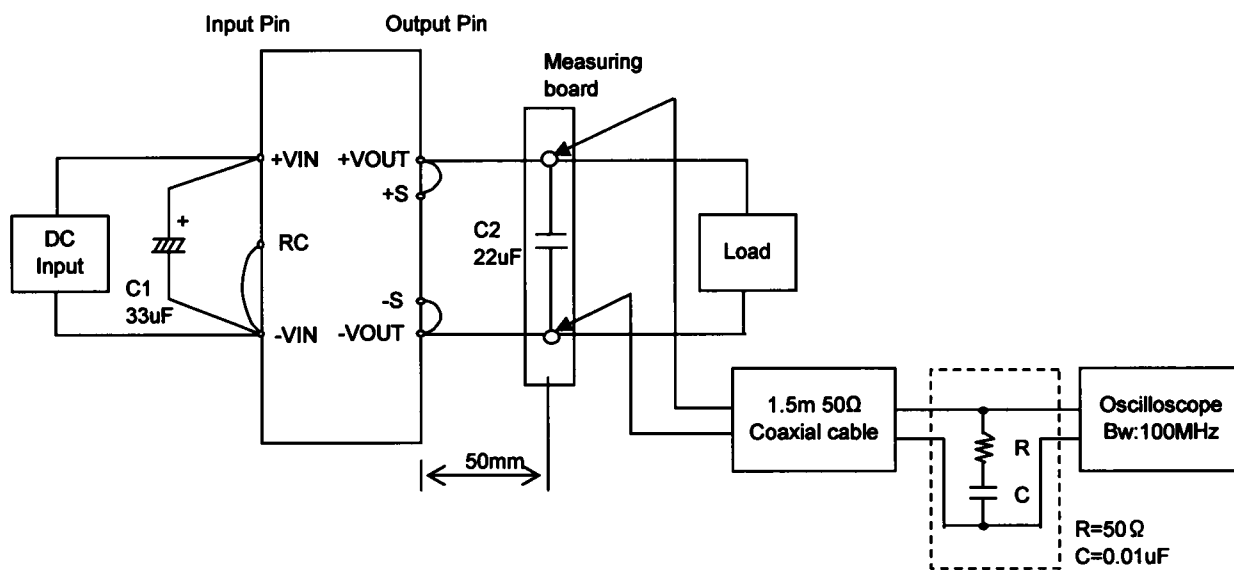 Input Pin
Output Pin
Measuring
board
+VIN
+VOUT
+S
DC
Input
+
C1
33uF
RC
C2
22uF
Load
-S
-VIN
-VOUT
50mm
1.5m 50Ω
Coaxial cable
R
C
Oscilloscope
Bw:100MHz
R=50Ω
C=0.01uF